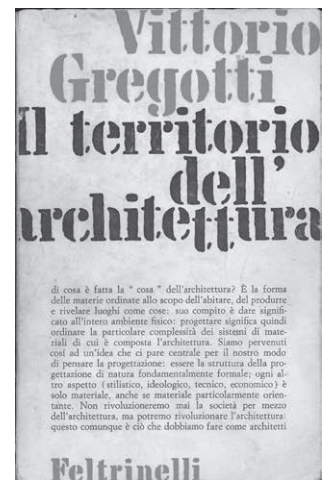 Vittorio
Gregotti
Il territorio
dell'
architettura
di cosa è fatta la " cosa " dell'architettura? È la forma
delle materie ordinate allo scopo dell'abitare, del produrre
e rivelare luoghi come cose: suo compito è dare signifi-
cato all'intero ambiente fisico: progettare significa quindi
ordinare la particolare complessità dei sistemi di mate-
riali di cui è composta l'architettura. Siamo pervenuti
così ad un'idea che ci pare centrale per il nostro modo
di pensare la progettazione: essere la struttura della pro-
gettazione di natura fondamentalmente formale; ogni al-
tro aspetto (stilistico, ideologico, tecnico, economico) è
solo materiale, anche se materiale particolarmente orien-
tante. Non rivoluzioneremo mai la società per mezzo
dell'architettura, ma potremo rivoluzionare l'architettura:
questo comunque è ciò che dobbiamo fare come architetti
Feltrinelli